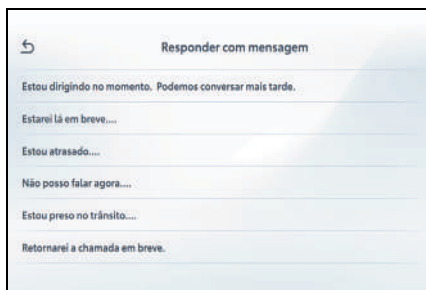 Responder com mensagem
Estou dirigindo no momento. Podemos conversar mais tarde.
Estarei lá em breve....
Estou atrasado....
Não posso falar agora....
Estou preso no trânsito....
Retornarei a chamada em breve.